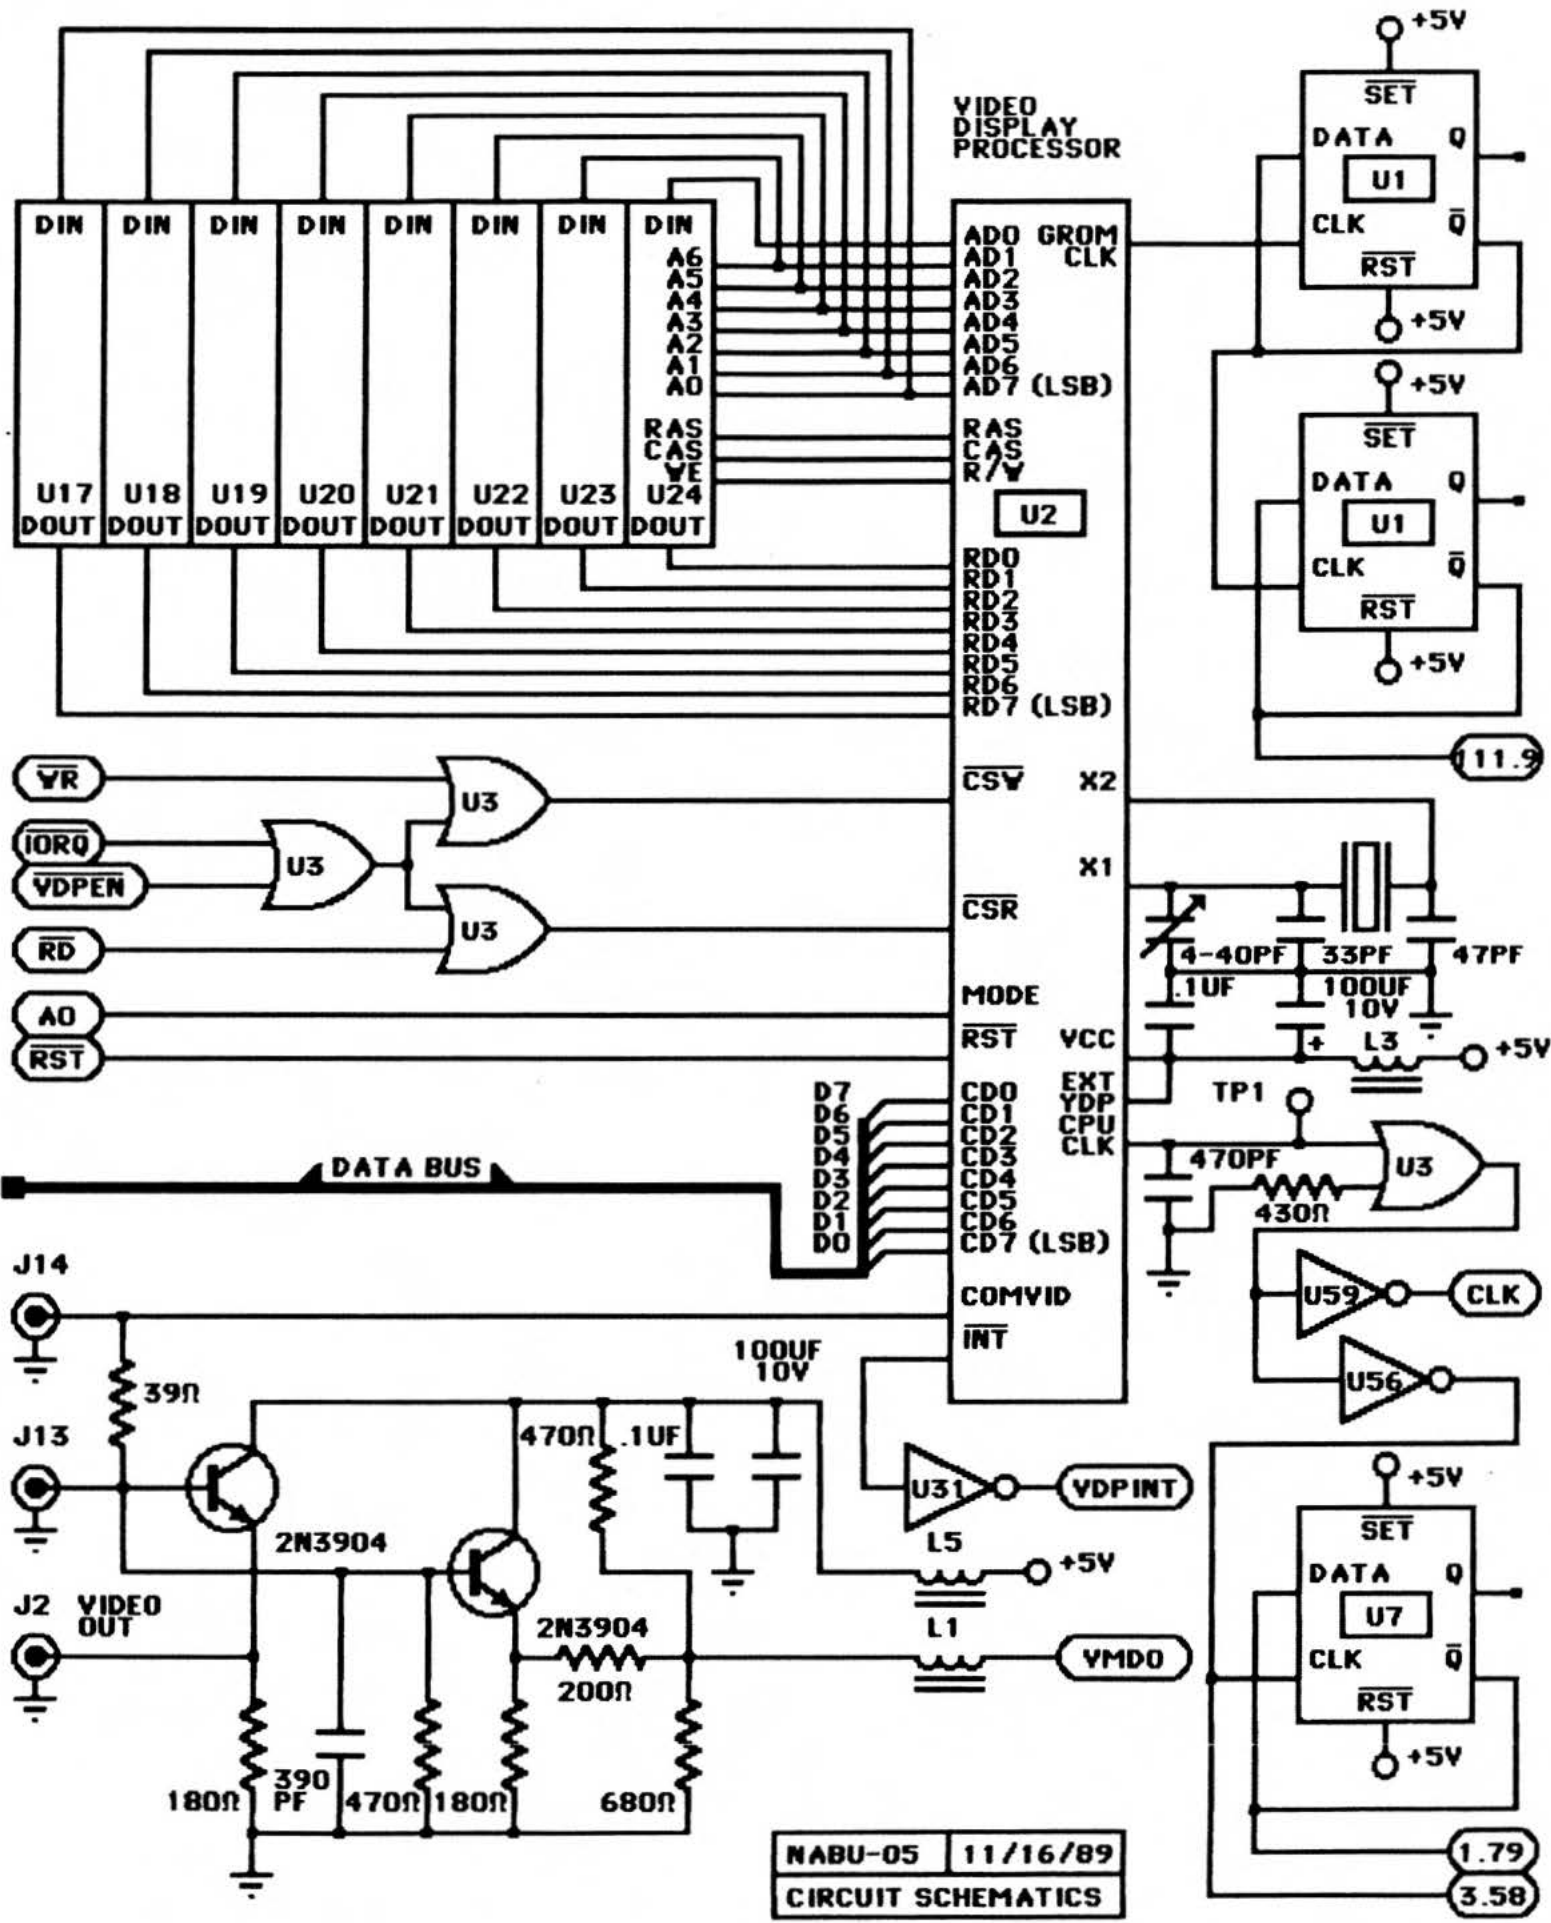 +5V
SET
DATA Q
U1
CLK Q
RST
+5V
VIDEO
DISPLAY
PROCESSOR
DIN DIN DIN DIN DIN DIN DIN DIN
A6
A5
A4
A3
A2
A1
A0
RAS
CAS
WE
U17 U18 U19 U20 U21 U22 U23 U24
DOUT DOUT DOUT DOUT DOUT DOUT DOUT DOUT
AD0 GROM
AD1 CLK
AD2
AD3
AD4
AD5
AD6
AD7 (LSB)
RAS
CAS
R/W
U2
RD0
RD1
RD2
RD3
RD4
RD5
RD6
RD7 (LSB)
+5V
SET
DATA Q
U1
CLK Q
RST
+5V
111.9
WR
IORQ
VDPEN
RD
A0
RST
U3
U3
U3
CSW X2
X1
CSR
MODE
RST VCC
EXT
VDP
CPU
CLK
4-40PF 33PF 47PF
.1UF 100UF
10V
+
L3
+5V
TP1
470PF
430Ω
U3
D7
D6
D5
D4
D3
D2
D1
D0
CD0
CD1
CD2
CD3
CD4
CD5
CD6
CD7 (LSB)
DATA BUS
COMVID
INT
U59
CLK
U56
J14
39Ω
J13
2N3904
J2 VIDEO
OUT
100UF
10V
470Ω .1UF
U31
VDPINT
L5
+5V
2N3904
200Ω
L1
VMDO
180Ω 390
PF 470Ω 180Ω 680Ω
+5V
SET
DATA Q
U7
CLK Q
RST
+5V
1.79
3.58
NABU-05 11/16/89
CIRCUIT SCHEMATICS